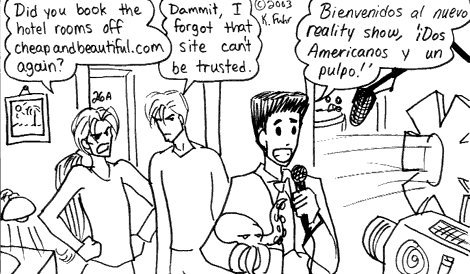 Did you book the
hotel rooms off
cheapandbeautiful.com
again?
Dammit, I
forgot that
site can't
be trusted.
©2003
K. Fuhr
Bienvenidos al nuevo
reality show, ¡Dos
Americanos y un
pulpo!!
26A